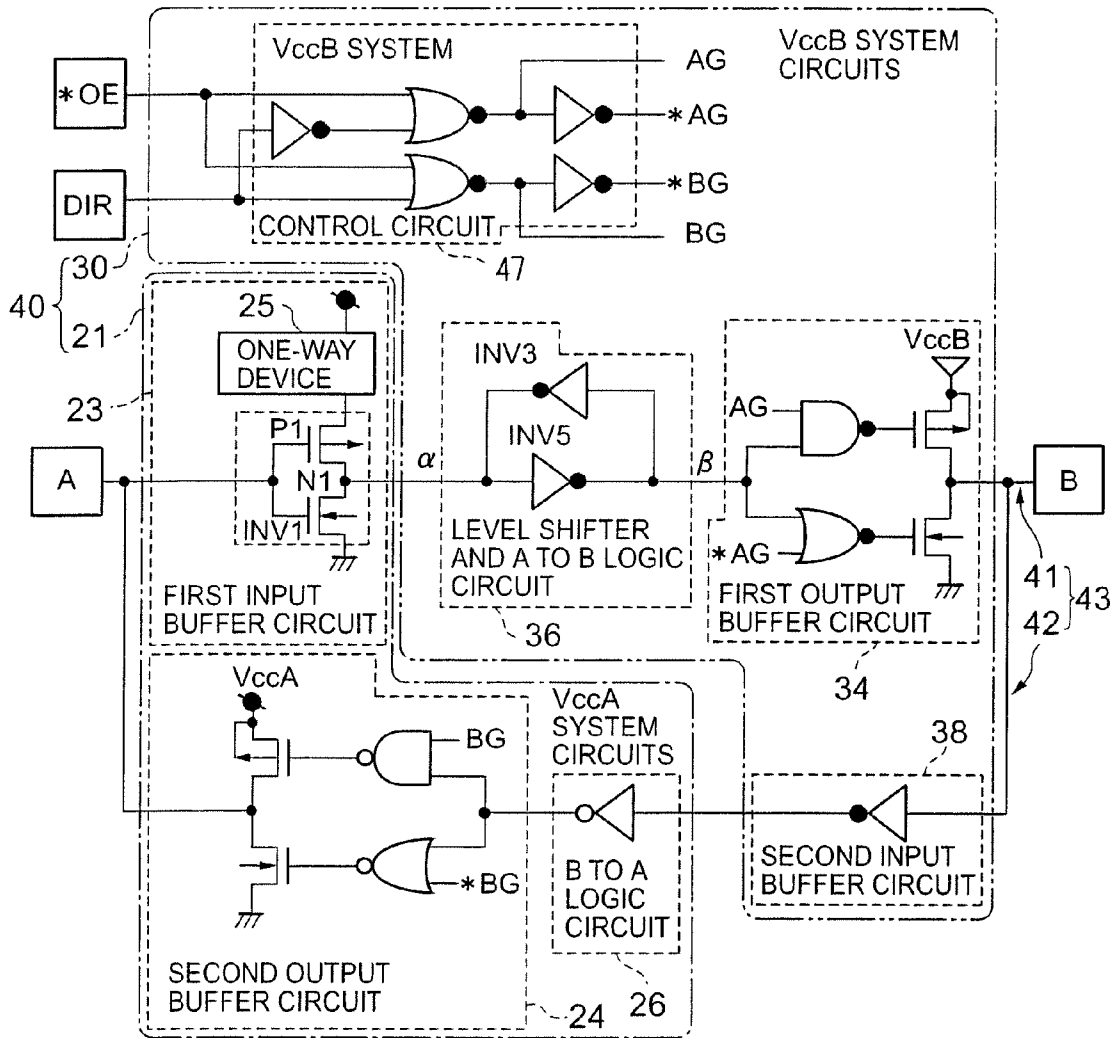 VccB SYSTEM
VccB SYSTEM
CIRCUITS
*OE
AG
*AG
DIR
*BG
BG
CONTROL CIRCUIT
47
40
30
21
25
ONE-WAY
DEVICE
23
P1
N1
INV1
A
α
INV3
INV5
β
LEVEL SHIFTER
AND A TO B LOGIC
CIRCUIT
36
VccB
AG
*AG
B
FIRST INPUT
BUFFER CIRCUIT
FIRST OUTPUT
BUFFER CIRCUIT
34
41
42
43
VccA
BG
*BG
VccA
SYSTEM
CIRCUITS
38
B TO A
LOGIC
CIRCUIT
SECOND INPUT
BUFFER CIRCUIT
SECOND OUTPUT
BUFFER CIRCUIT
24
26